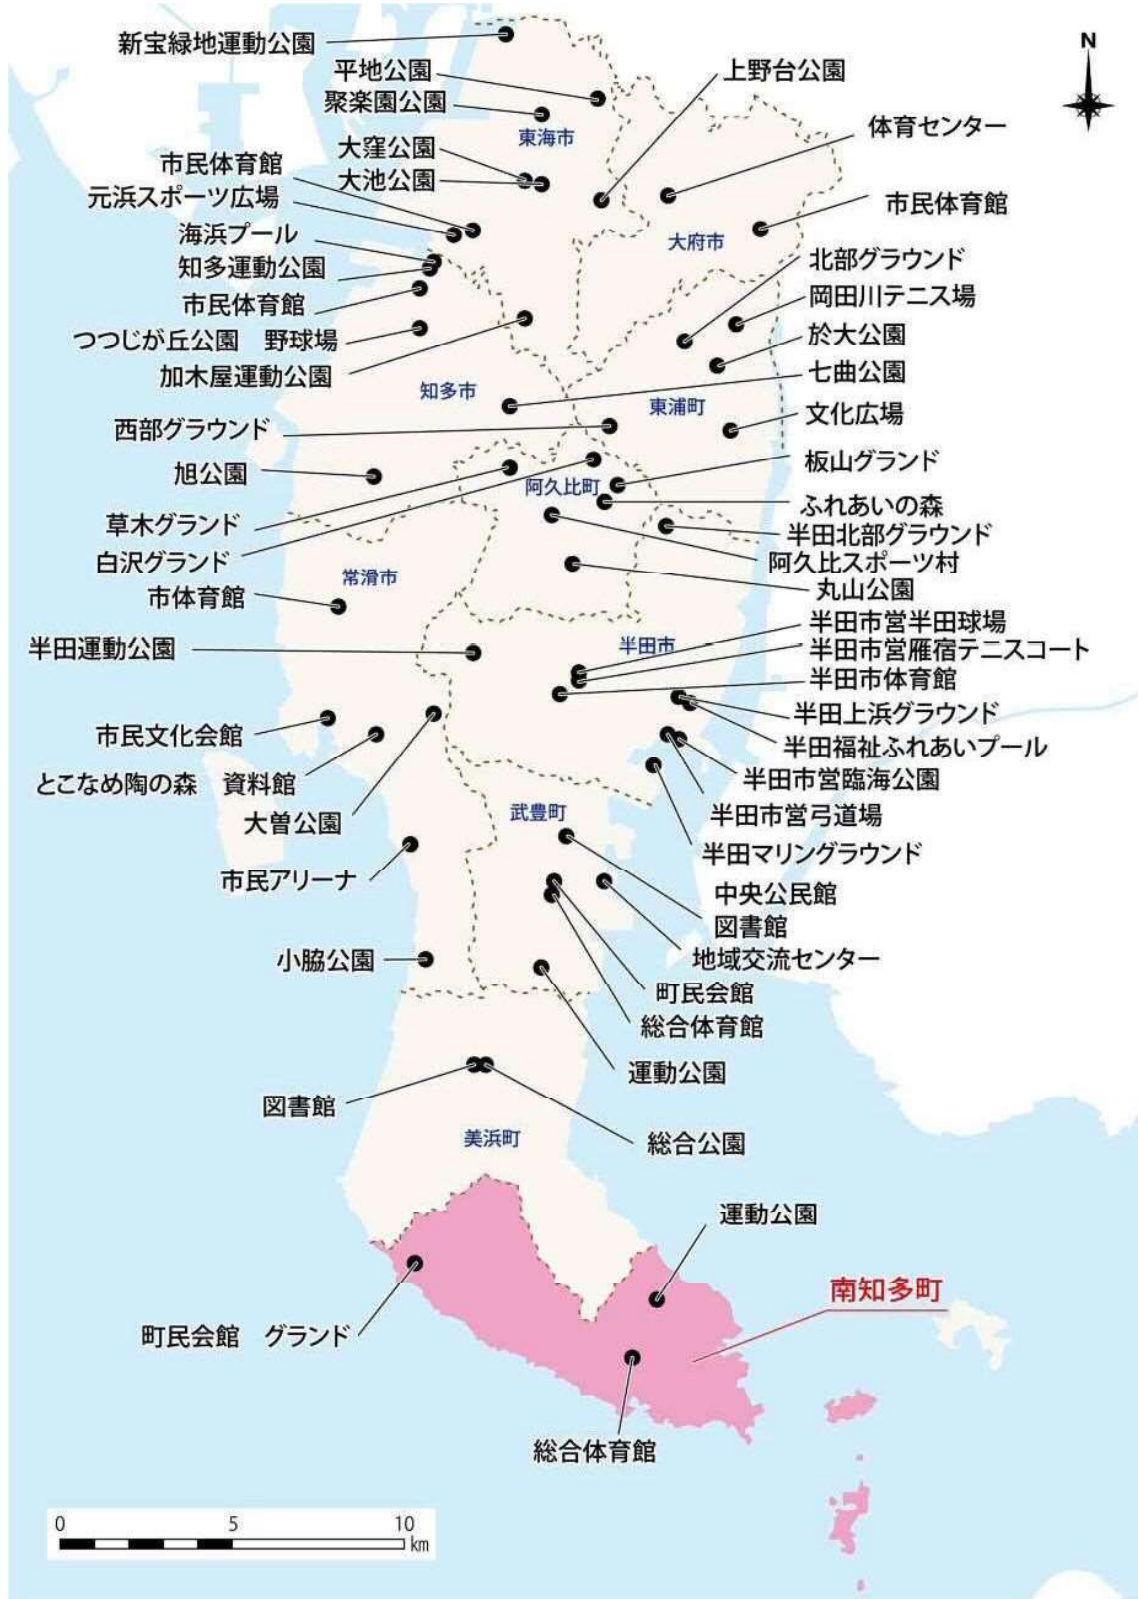 新宝緑地運動公園
N
平地公園
上野台公園
聚楽園公園
体育センター
東海市
大窪公園
市民体育館
大池公園
元浜スポーツ広場
市民体育館
海浜プール
大府市
知多運動公園
北部グラウンド
市民体育館
岡田川テニス場
つつじが丘公園　野球場
於大公園
加木屋運動公園
七曲公園
知多市
東浦町
文化広場
西部グラウンド
板山グランド
旭公園
阿久比町
ふれあいの森
草木グランド
半田北部グラウンド
白沢グランド
阿久比スポーツ村
常滑市
丸山公園
市体育館
半田市営半田球場
半田運動公園
半田市
半田市営雁宿テニスコート
半田市体育館
半田上浜グラウンド
市民文化会館
半田福祉ふれあいプール
とこなめ陶の森　資料館
半田市営臨海公園
大曽公園
武豊町
半田市営弓道場
半田マリングラウンド
市民アリーナ
中央公民館
図書館
小脇公園
地域交流センター
町民会館
総合体育館
運動公園
図書館
美浜町
総合公園
運動公園
南知多町
町民会館　グランド
総合体育館
0 5 10
km